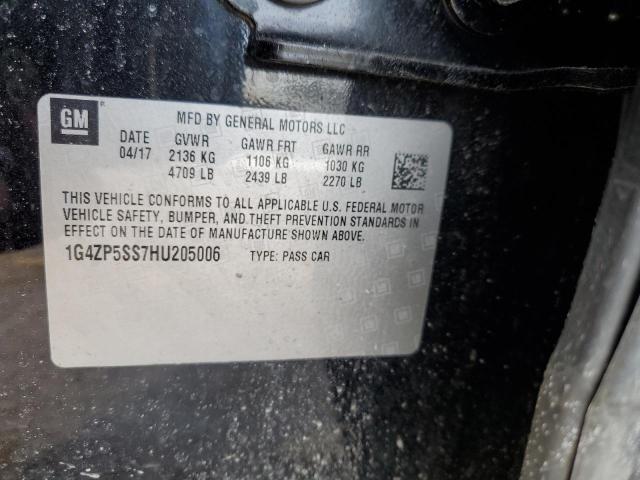 GM
MFD BY GENERAL MOTORS LLC
DATE GVWR GAWR FRT GAWR RR
04/17 2136 KG 1106 KG 1030 KG
4709 LB 2439 LB 2270 LB
THIS VEHICLE CONFORMS TO ALL APPLICABLE U.S. FEDERAL MOTOR
VEHICLE SAFETY, BUMPER, AND THEFT PREVENTION STANDARDS IN
EFFECT ON THE DATE OF MANUFACTURE SHOWN ABOVE.
1G4ZP5SS7HU205006 TYPE: PASS CAR